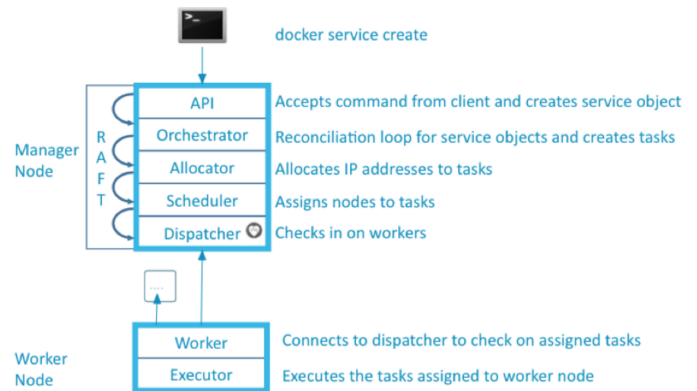 >_
docker service create
API
Accepts command from client and creates service object
Manager
Node
R
A
F
T
Orchestrator
Reconciliation loop for service objects and creates tasks
Allocator
Allocates IP addresses to tasks
Scheduler
Assigns nodes to tasks
Dispatcher
Checks in on workers
....
Worker
Node
Worker
Connects to dispatcher to check on assigned tasks
Executor
Executes the tasks assigned to worker node